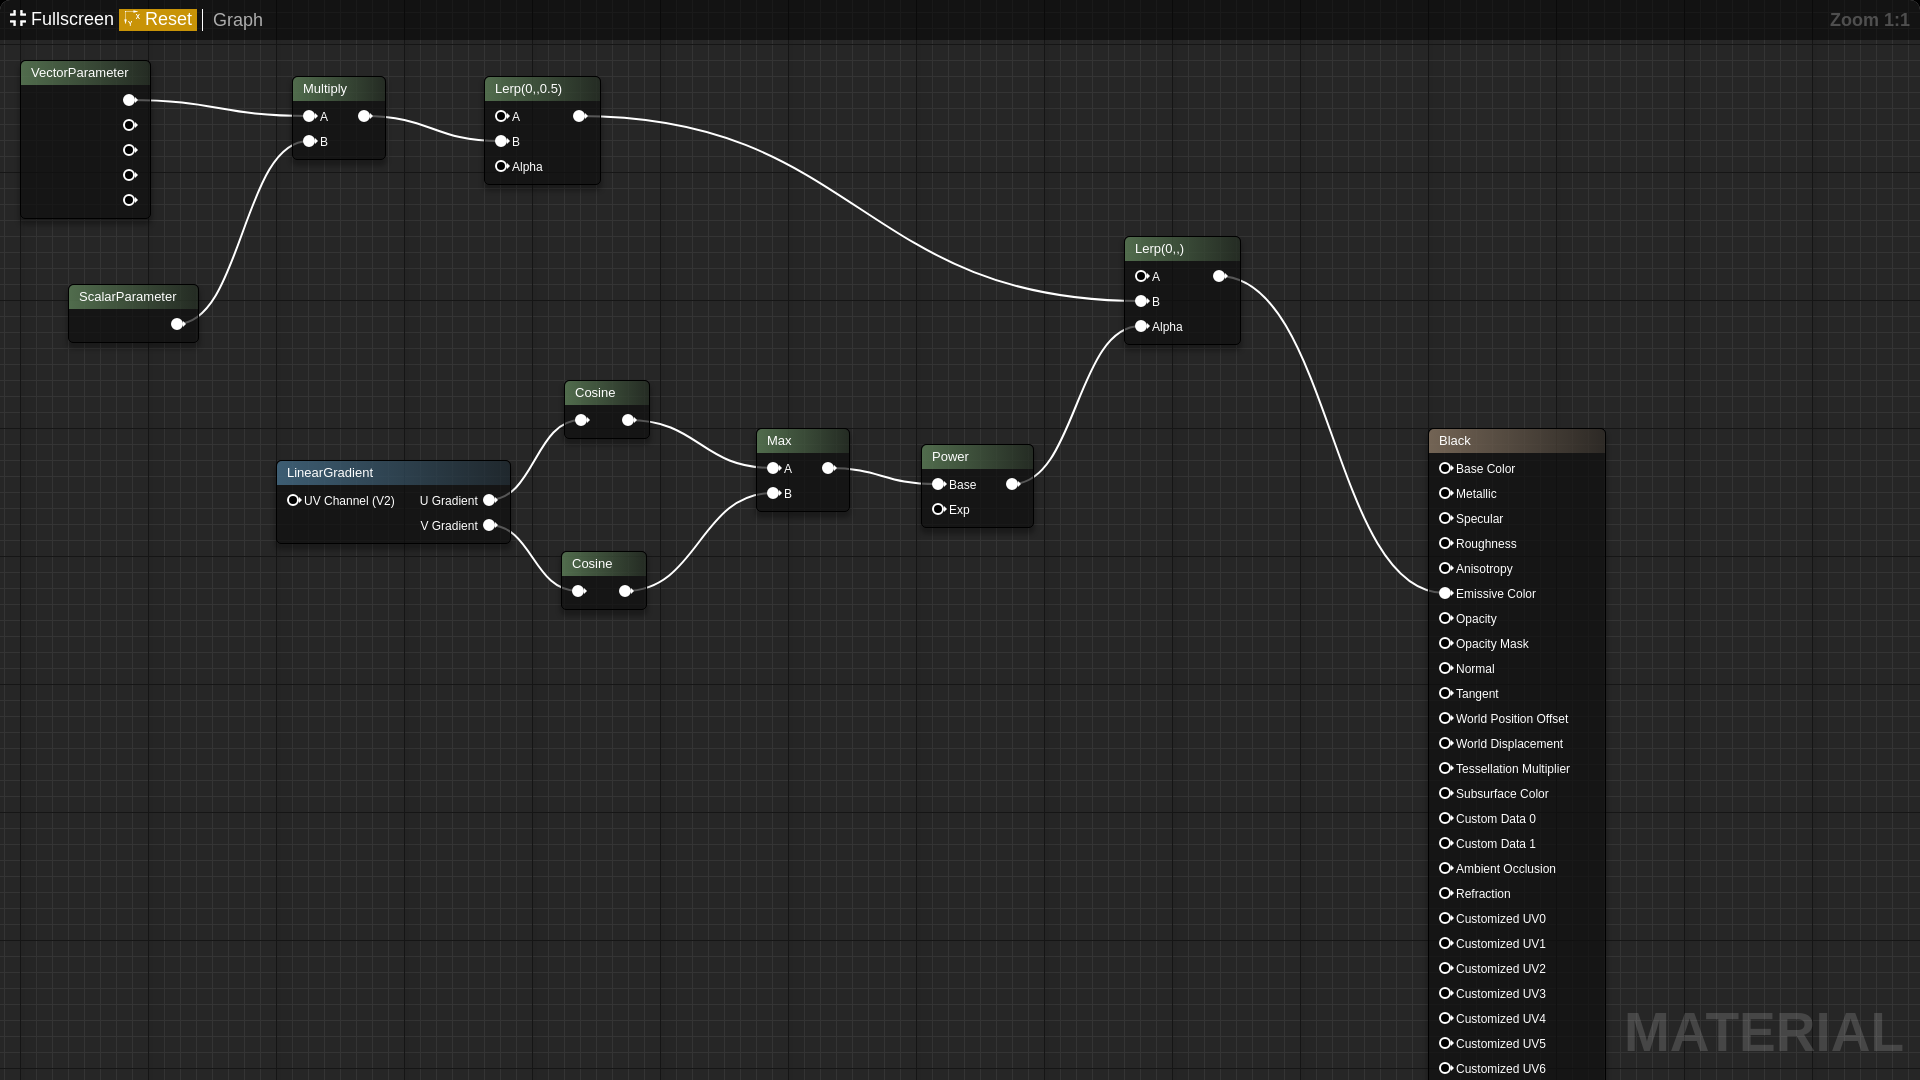 Fullscreen Reset Graph
Zoom 1:1
VectorParameter
Multiply
A
B
Lerp(0,,0.5)
A
B
Alpha
Lerp(0,,)
A
B
Alpha
ScalarParameter
Cosine
LinearGradient
UV Channel (V2) U Gradient
V Gradient
Cosine
Max
A
B
Power
Base
Exp
Black
Base Color
Metallic
Specular
Roughness
Anisotropy
Emissive Color
Opacity
Opacity Mask
Normal
Tangent
World Position Offset
World Displacement
Tessellation Multiplier
Subsurface Color
Custom Data 0
Custom Data 1
Ambient Occlusion
Refraction
Customized UV0
Customized UV1
Customized UV2
Customized UV3
Customized UV4
Customized UV5
Customized UV6
MATERIAL